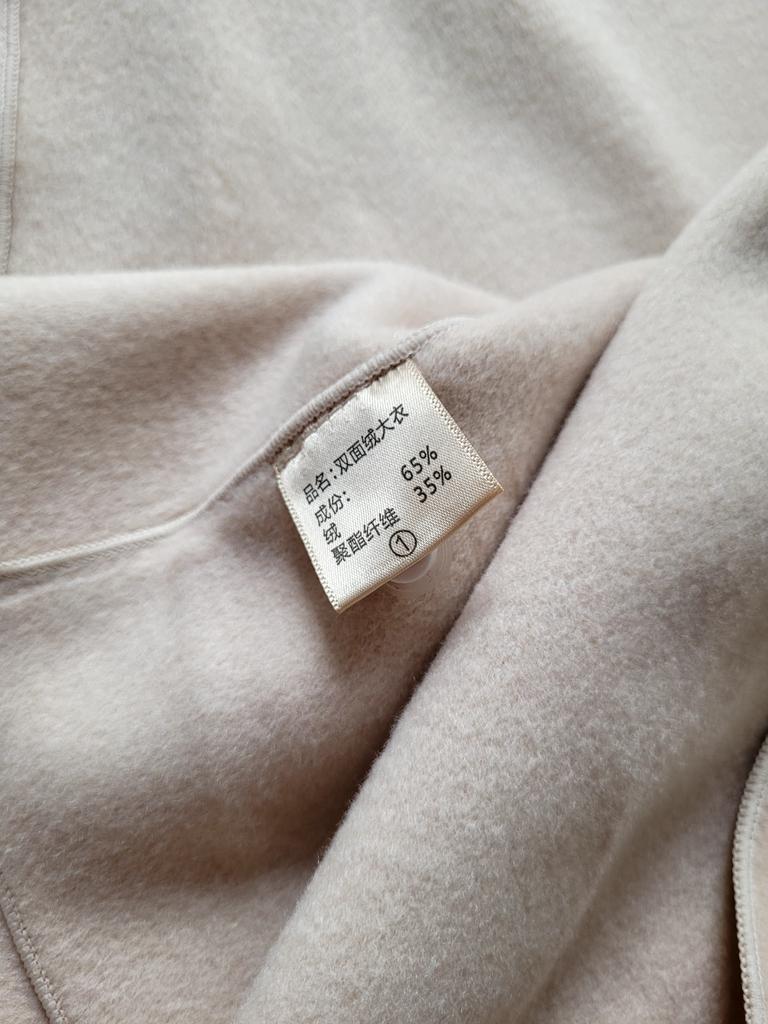 品名：双面绒大衣
成份：
绒 65%
聚酯纤维 35%
①